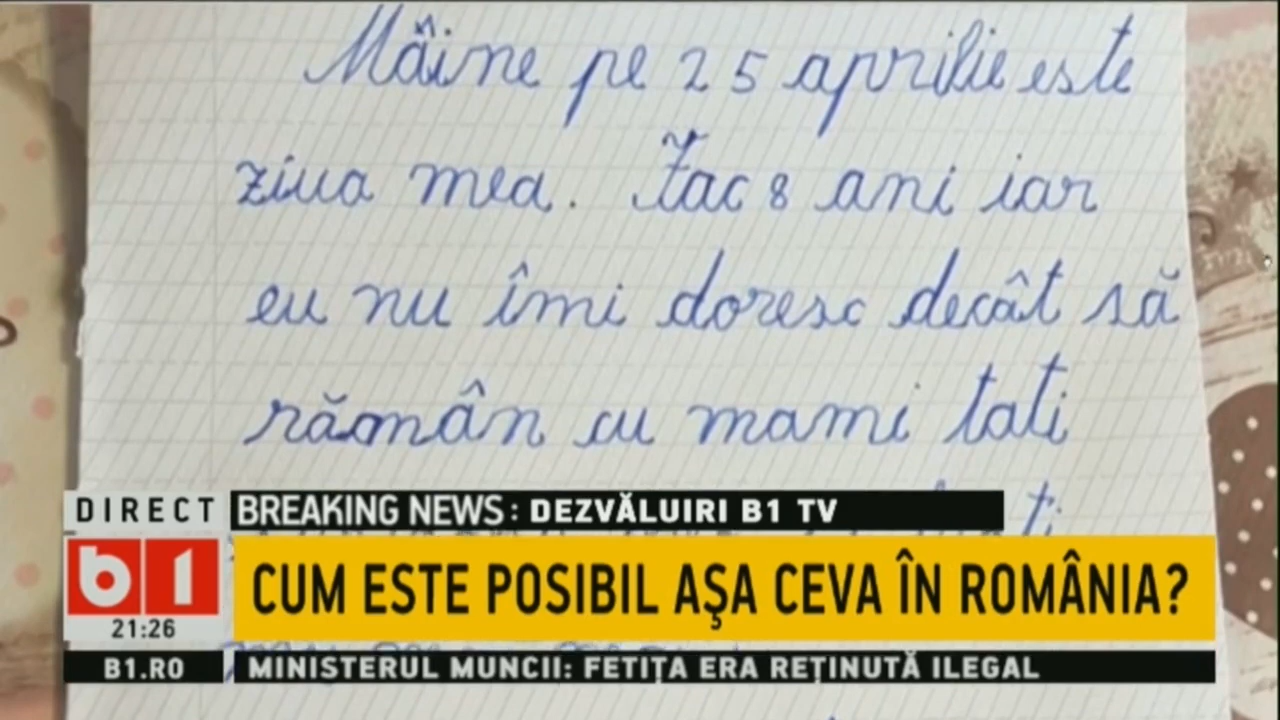 Mâine pe 25 aprilie este
ziua mea. Fac 8 ani iar
eu nu îmi doresc decât să
rămân cu mami tati
DIRECT
BREAKING NEWS: DEZVĂLUIRI B1 TV
b1
CUM ESTE POSIBIL AŞA CEVA ÎN ROMÂNIA?
21:26
B1.RO
MINISTERUL MUNCII: FETIŢA ERA REŢINUTĂ ILEGAL